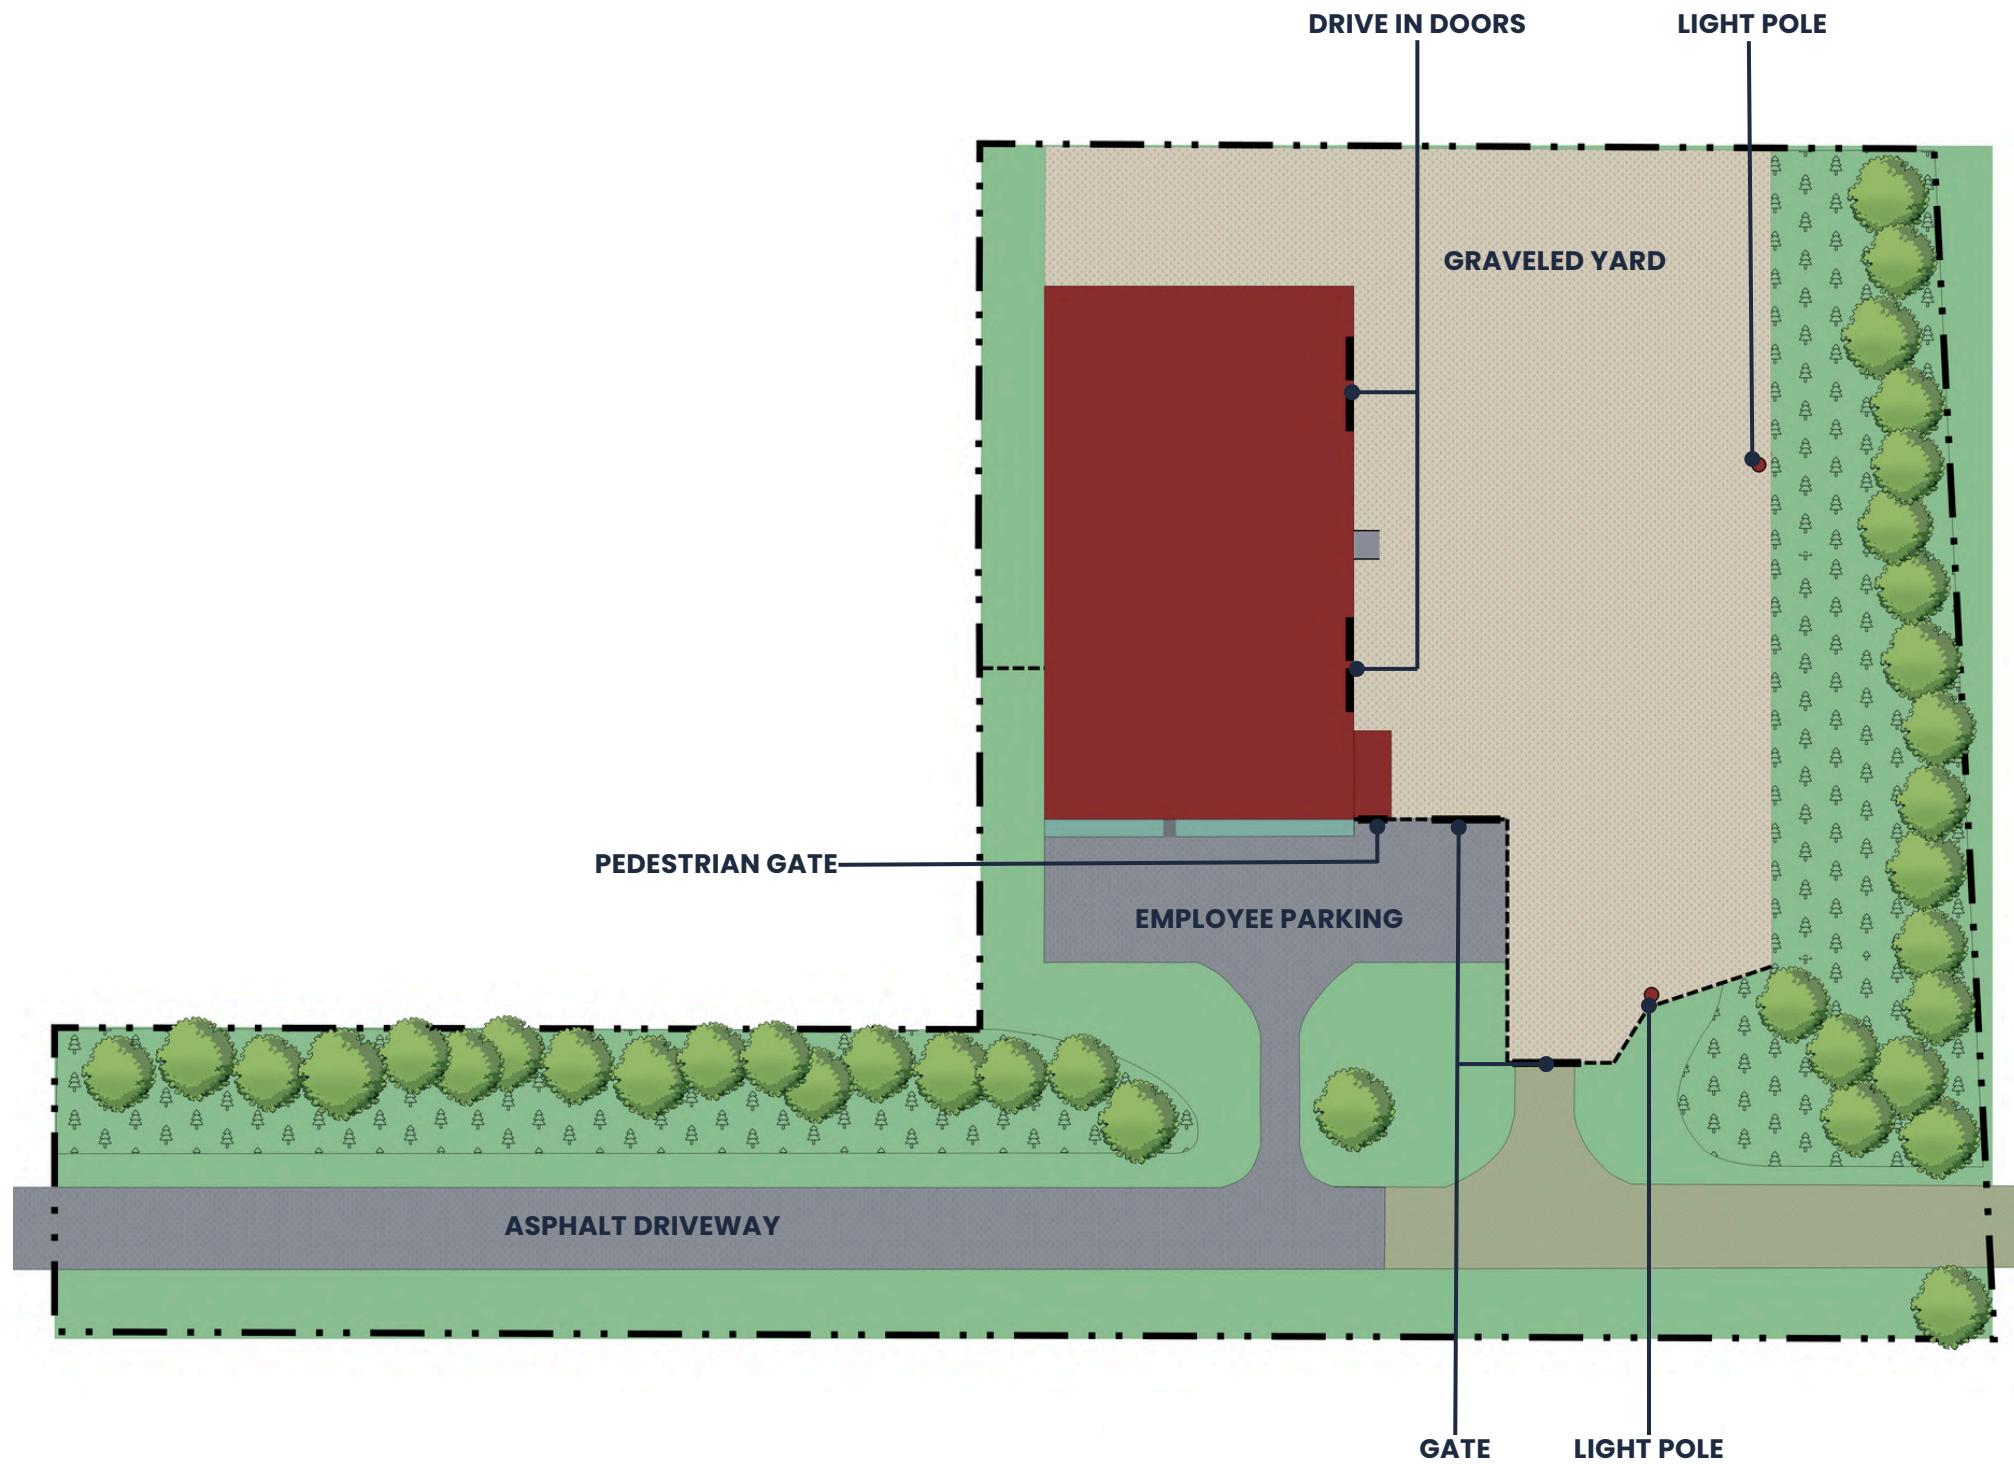 DRIVE IN DOORS
LIGHT POLE
GRAVELED YARD
PEDESTRIAN GATE
EMPLOYEE PARKING
ASPHALT DRIVEWAY
GATE
LIGHT POLE